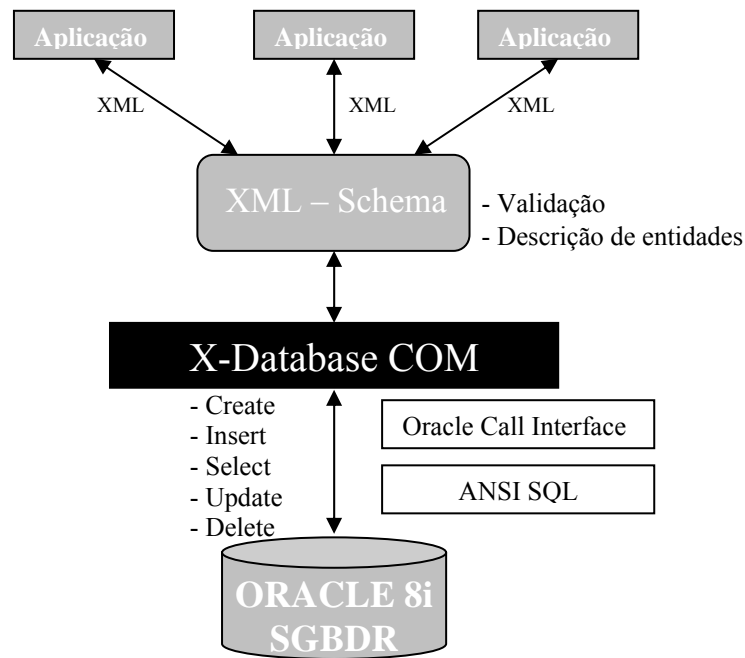 Aplicação
Aplicação
Aplicação
XML
XML
XML
XML – Schema
- Validação
- Descrição de entidades
X-Database COM
- Create
- Insert
- Select
- Update
- Delete
Oracle Call Interface
ANSI SQL
ORACLE 8i
SGBDR